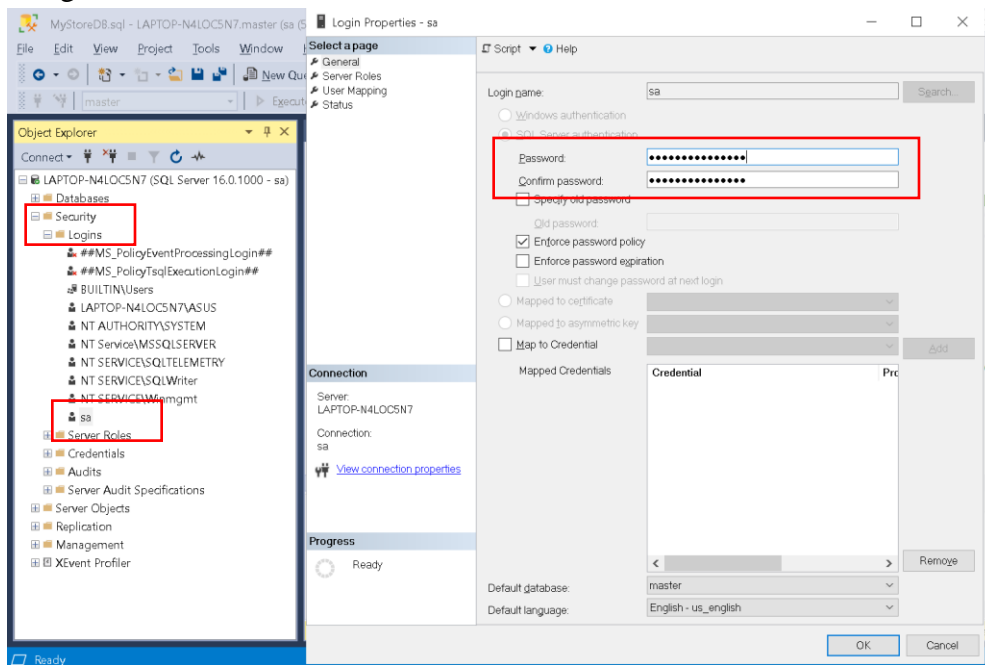 MyStoreDB.sql - LAPTOP-N4LOC5N7.master (sa (5
File Edit View Project Tools Window
New Qu
master
Execut
Object Explorer
Connect
LAPTOP-N4LOC5N7 (SQL Server 16.0.1000 - sa)
Databases
Security
Logins
##MS_PolicyEventProcessingLogin##
##MS_PolicyTsqlExecutionLogin##
BUILTIN\Users
LAPTOP-N4LOC5N7\ASUS
NT AUTHORITY\SYSTEM
NT Service\MSSQLSERVER
NT SERVICE\SQLTELEMETRY
NT SERVICE\SQLWriter
NT SERVICE\Winmgmt
sa
Server Roles
Credentials
Audits
Server Audit Specifications
Server Objects
Replication
Management
XEvent Profiler
Ready
Login Properties - sa
Select a page
General
Server Roles
User Mapping
Status
Connection
Server:
LAPTOP-N4LOC5N7
Connection:
sa
View connection properties
Progress
Ready
Script Help
Login name: sa Search...
Windows authentication
SQL Server authentication
Password: ●●●●●●●●●●●●●●●
Confirm password: ●●●●●●●●●●●●●●●
Specify old password
Old password:
Enforce password policy
Enforce password expiration
User must change password at next login
Mapped to certificate
Mapped to asymmetric key
Map to Credential Add
Mapped Credentials Credential Prc
Remove
Default database: master
Default language: English - us_english
OK Cancel